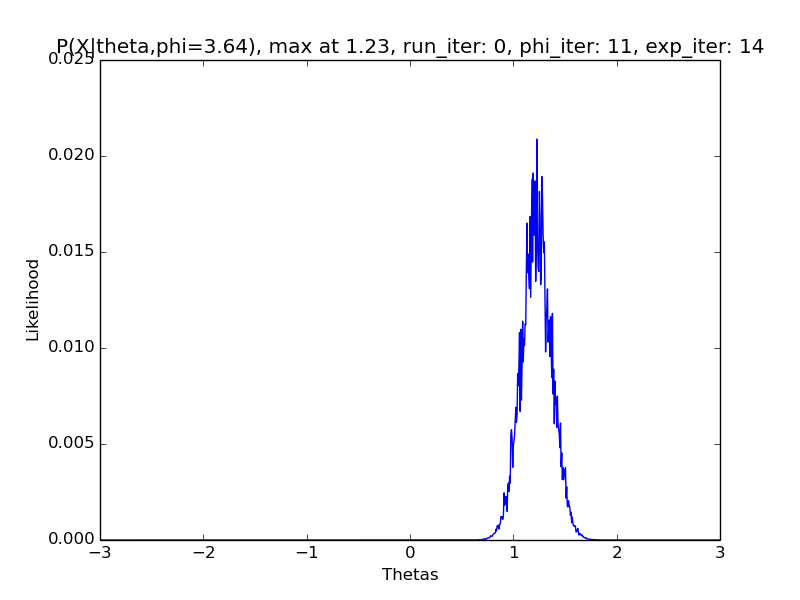 P(X|theta,phi=3.64), max at 1.23, run_iter: 0, phi_iter: 11, exp_iter: 14
0.025
0.020
0.015
0.010
0.005
0.000
Likelihood
−3 −2 −1 0 1 2 3
Thetas